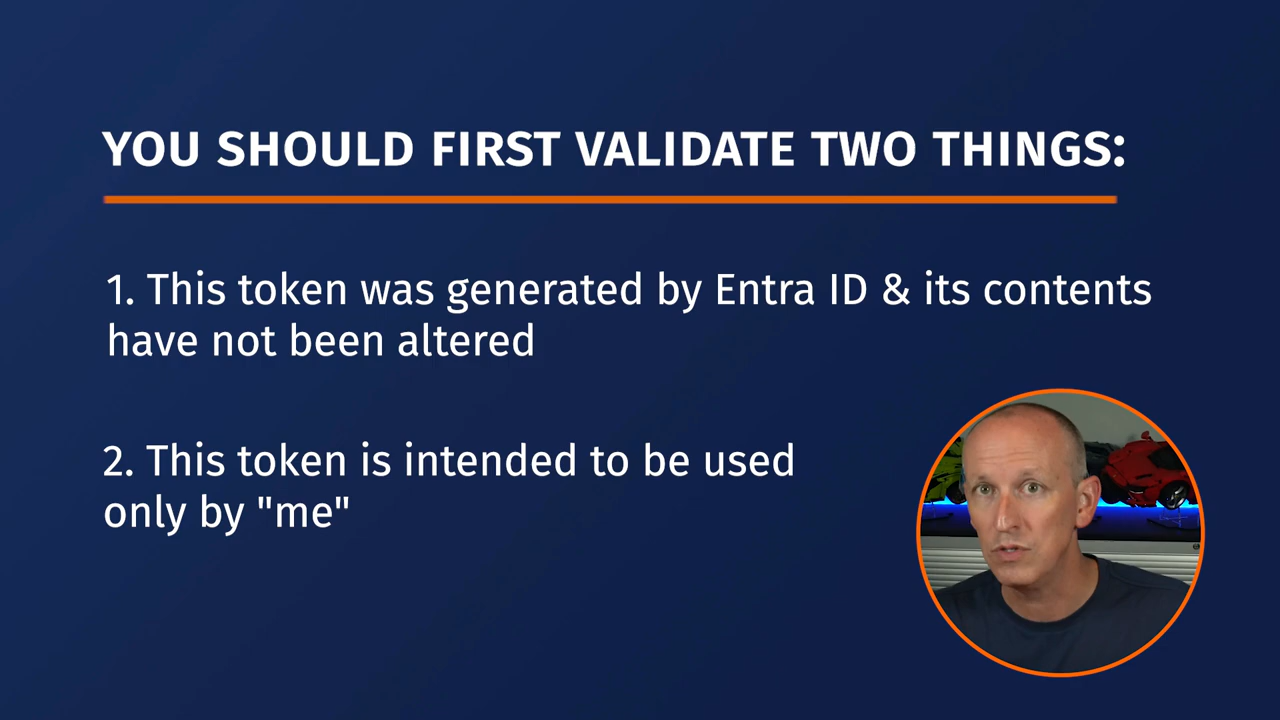 YOU SHOULD FIRST VALIDATE TWO THINGS:
1. This token was generated by Entra ID & its contents
have not been altered
2. This token is intended to be used
only by "me"